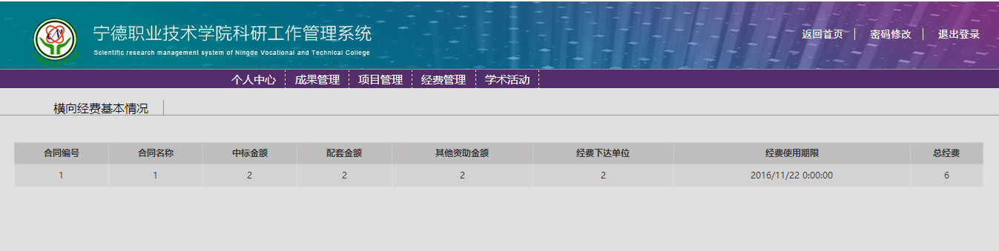 宁德职业技术学院科研工作管理系统
Scientific research management system of Ningde Vocational and Technical College
返回首页 密码修改 退出登录
个人中心 成果管理 项目管理 经费管理 学术活动
横向经费基本情况
合同编号 合同名称 中标金额 配套金额 其他资助金额 经费下达单位 经费使用期限 总经费
1 1 2 2 2 2 2016/11/22 0:00:00 6